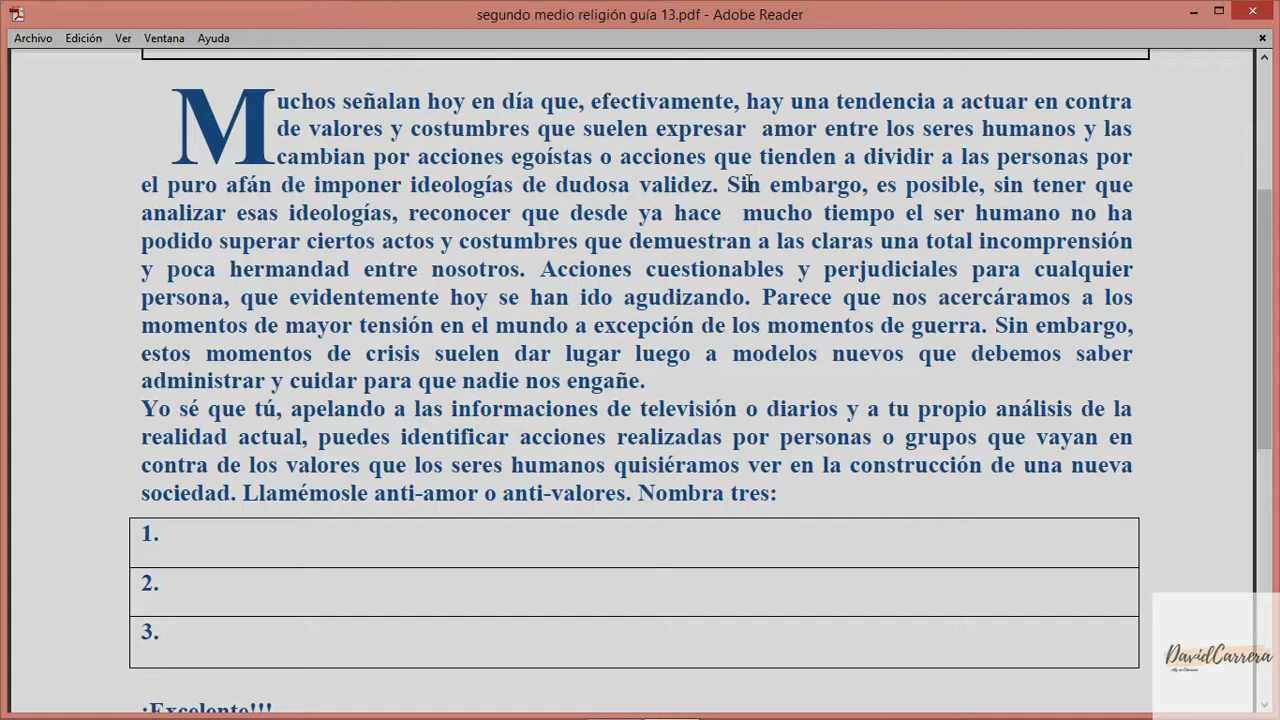 segundo medio religión guía 13.pdf - Adobe Reader
Archivo Edición Ver Ventana Ayuda
Muchos señalan hoy en día que, efectivamente, hay una tendencia a actuar en contra
de valores y costumbres que suelen expresar amor entre los seres humanos y las
cambian por acciones egoístas o acciones que tienden a dividir a las personas por
el puro afán de imponer ideologías de dudosa validez. Sin embargo, es posible, sin tener que
analizar esas ideologías, reconocer que desde ya hace mucho tiempo el ser humano no ha
podido superar ciertos actos y costumbres que demuestran a las claras una total incomprensión
y poca hermandad entre nosotros. Acciones cuestionables y perjudiciales para cualquier
persona, que evidentemente hoy se han ido agudizando. Parece que nos acercáramos a los
momentos de mayor tensión en el mundo a excepción de los momentos de guerra. Sin embargo,
estos momentos de crisis suelen dar lugar luego a modelos nuevos que debemos saber
administrar y cuidar para que nadie nos engañe.
Yo sé que tú, apelando a las informaciones de televisión o diarios y a tu propio análisis de la
realidad actual, puedes identificar acciones realizadas por personas o grupos que vayan en
contra de los valores que los seres humanos quisiéramos ver en la construcción de una nueva
sociedad. Llamémosle anti-amor o anti-valores. Nombra tres:
1.
2.
3.
¡Excelente!!!
DavidCarrera